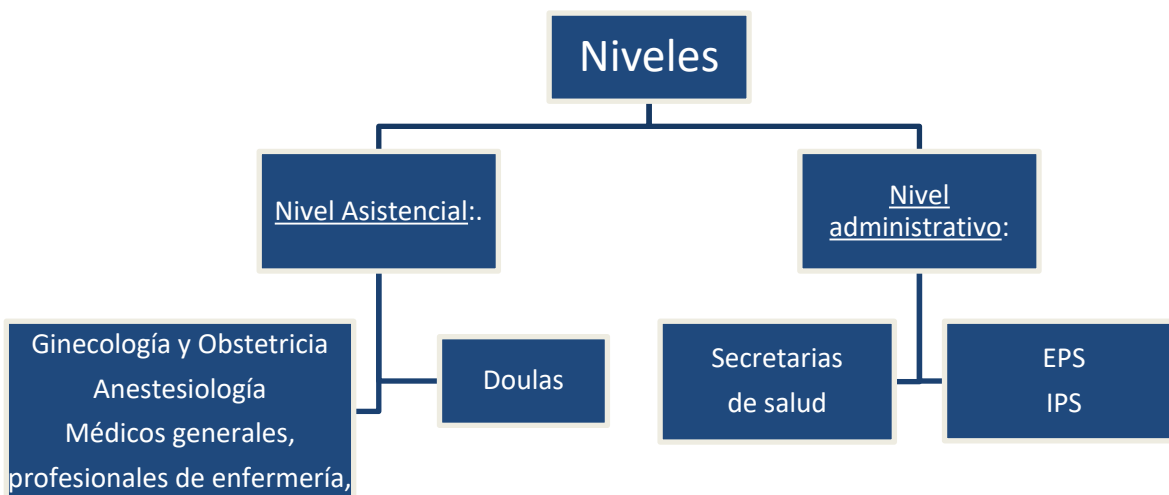 Niveles
Nivel Asistencial:.
Nivel
administrativo:
Ginecología y Obstetricia
Anestesiología
Médicos generales,
profesionales de enfermería,
Doulas
Secretarias
de salud
EPS
IPS